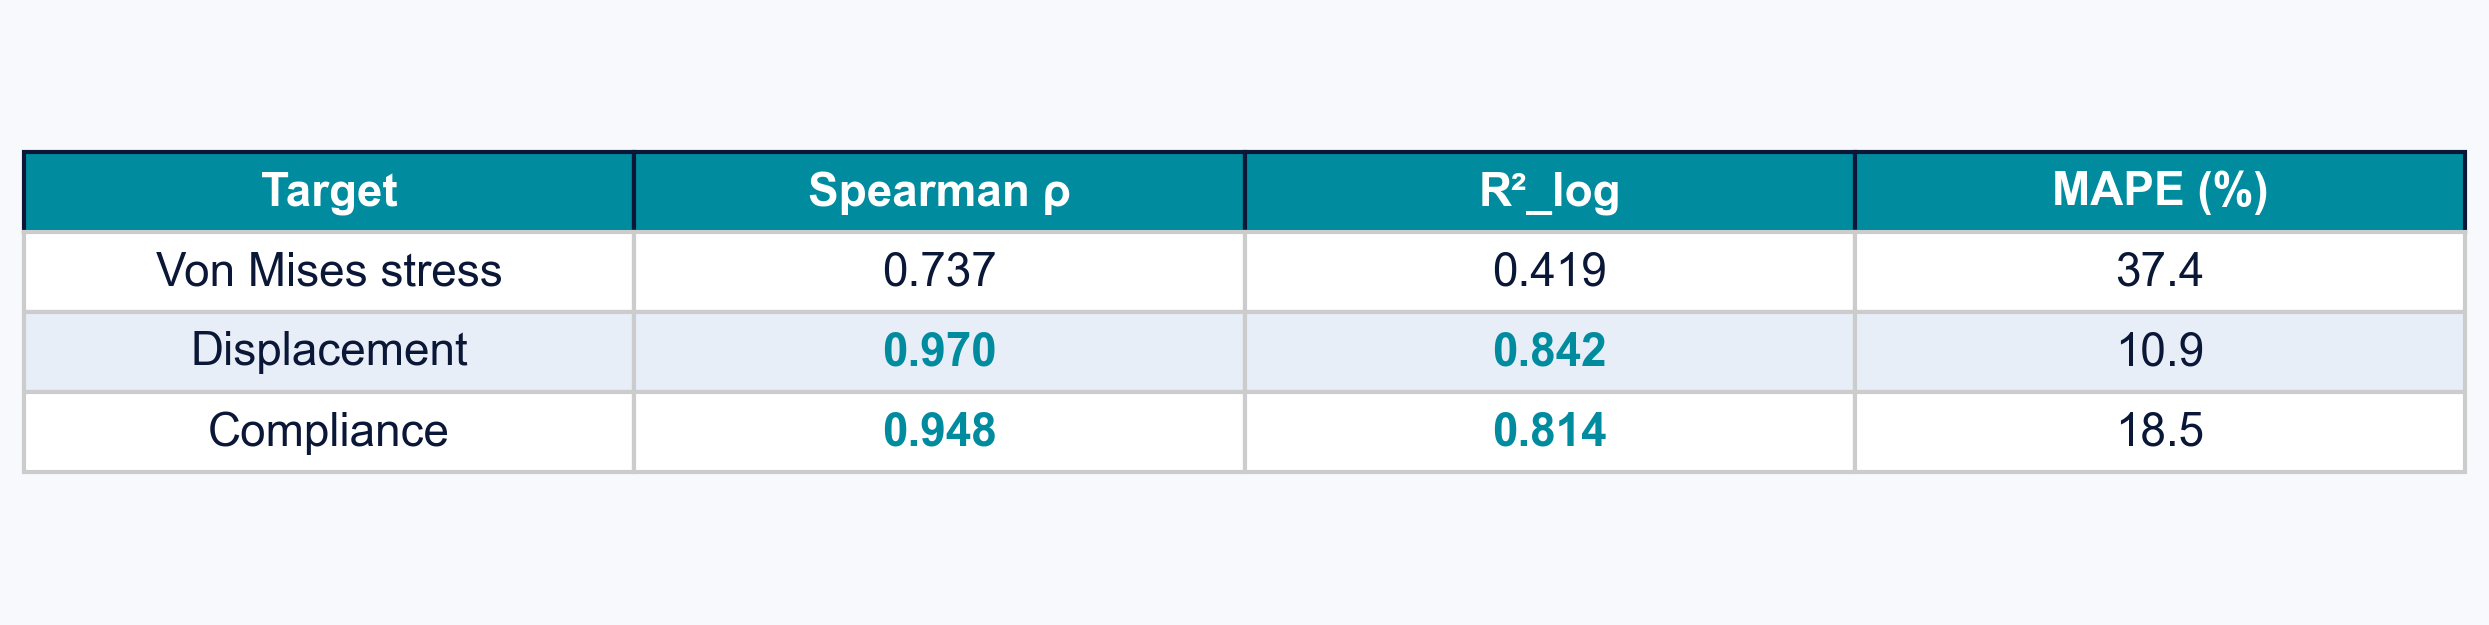 Target Spearman ρ R²_log MAPE (%)
Von Mises stress 0.737 0.419 37.4
Displacement 0.970 0.842 10.9
Compliance 0.948 0.814 18.5